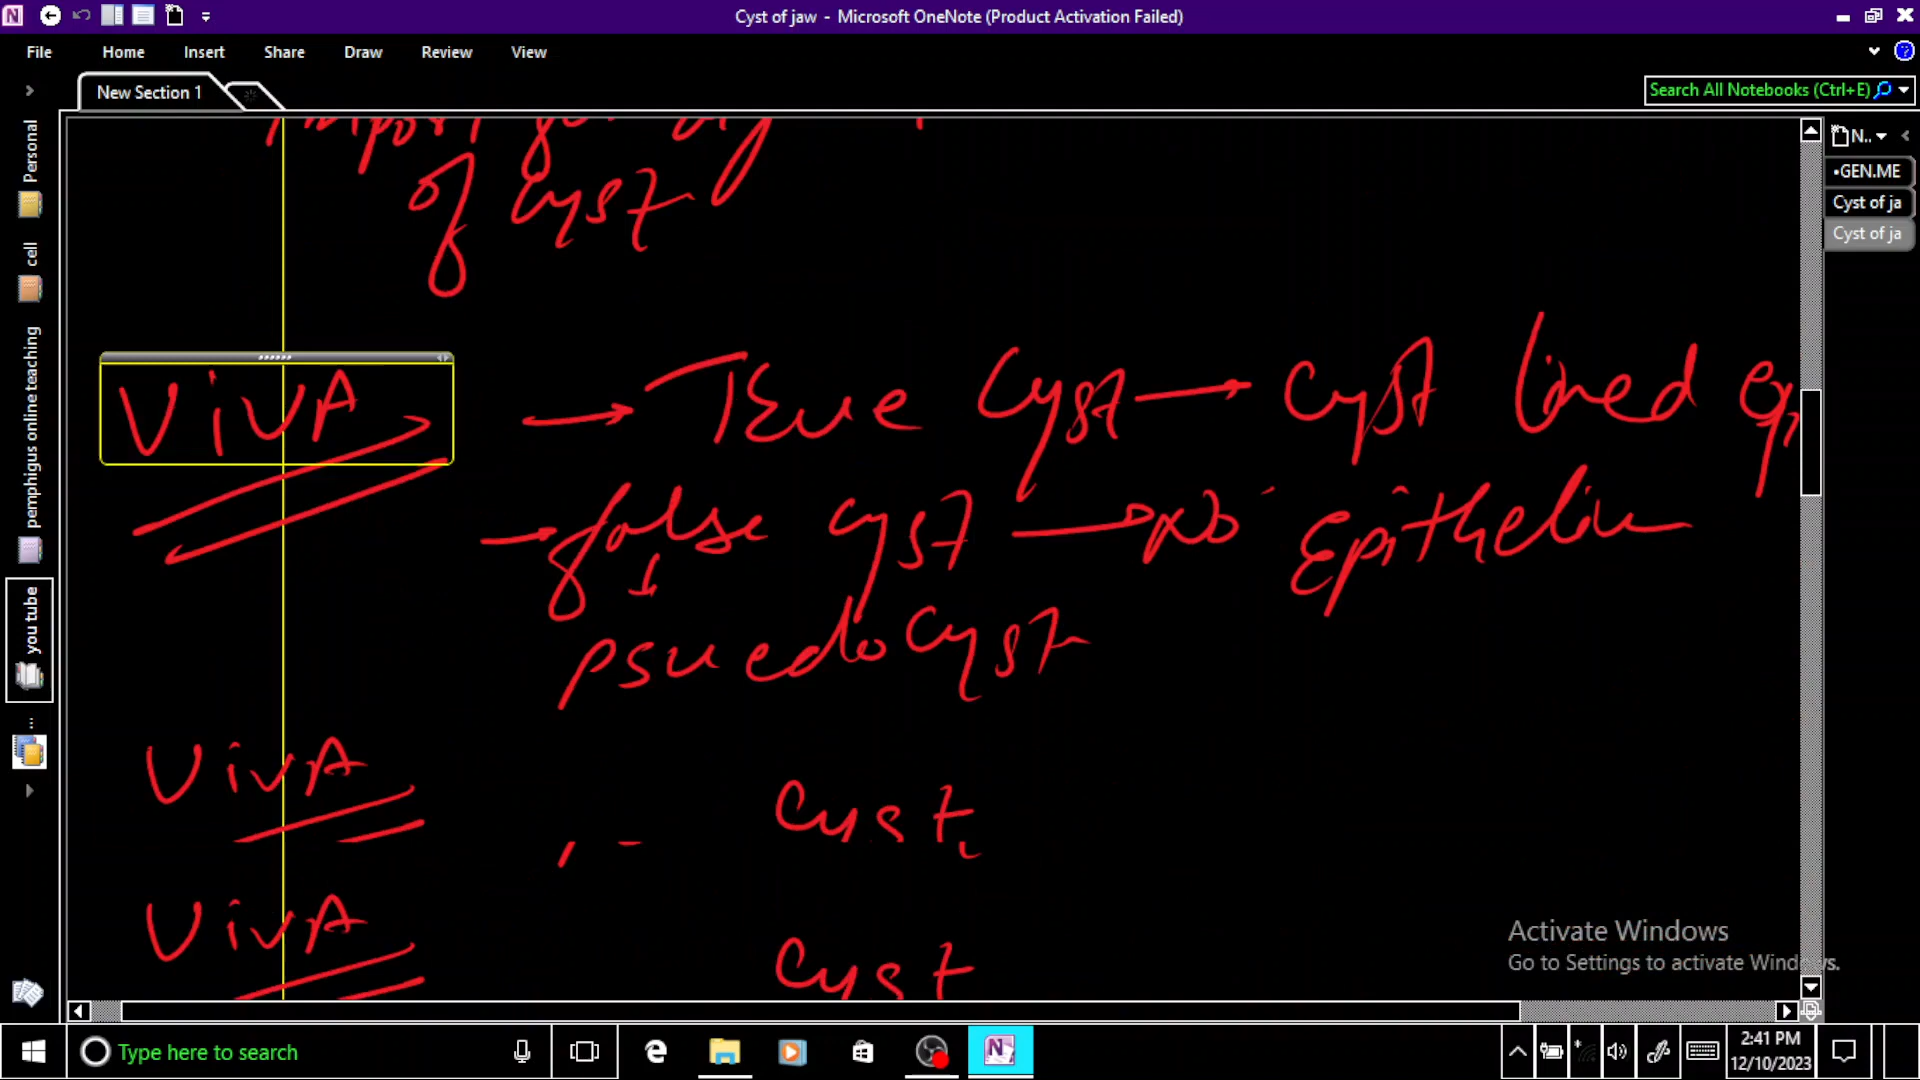 Cyst of jaw - Microsoft OneNote (Product Activation Failed)
File Home Insert Share Draw Review View
New Section 1
Search All Notebooks (Ctrl+E)
N..
•GEN.ME
Cyst of ja
Cyst of ja
Personal
cell
pemphigus online teaching
you tube
of cyst
ViVA → True Cyst → Cyst lined
→ false cyst → No Epithelium
psuedo Cyst
ViVA Cyst
ViVA Cyst
Activate Windows
Go to Settings to activate Windows.
Type here to search
2:41 PM
12/10/2023